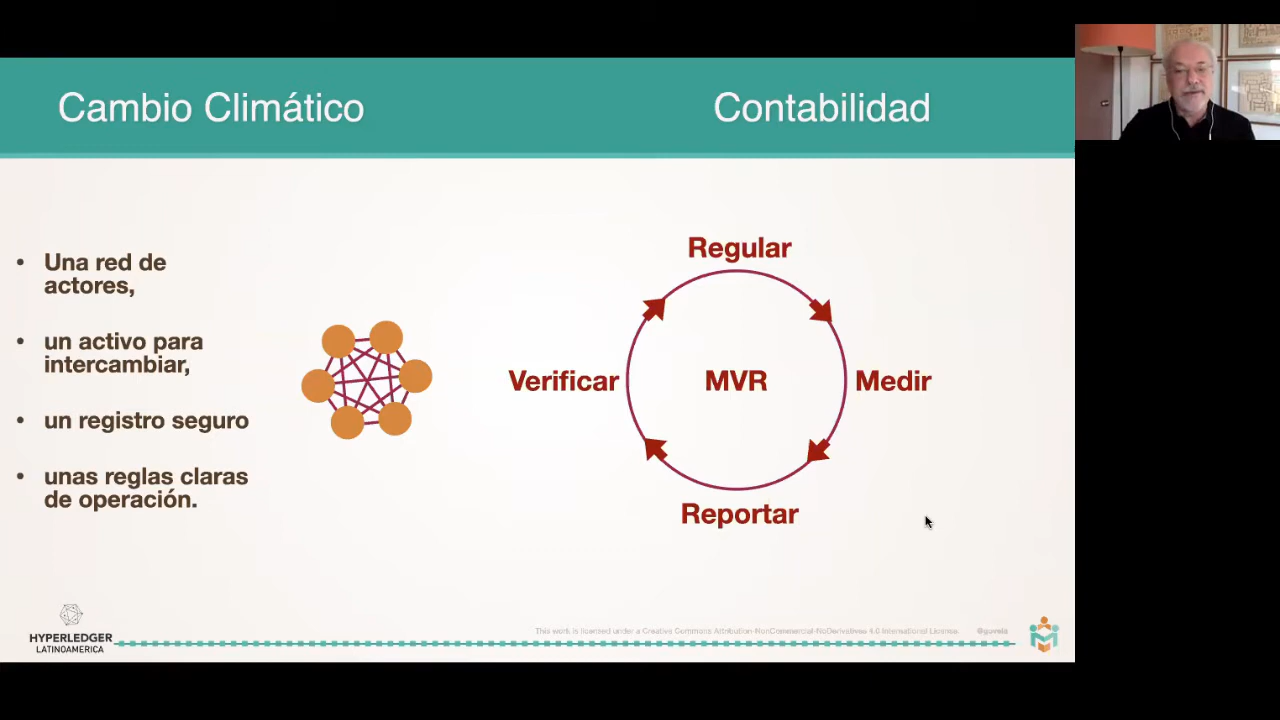 Cambio Climático
Contabilidad
• Una red de
actores,
• un activo para
intercambiar,
• un registro seguro
• unas reglas claras
de operación.
Regular
Verificar
MVR
Medir
Reportar
HYPERLEDGER
LATINOAMERICA
This work is licensed under a Creative Commons Attribution-NonCommercial-NoDerivatives 4.0 International License.